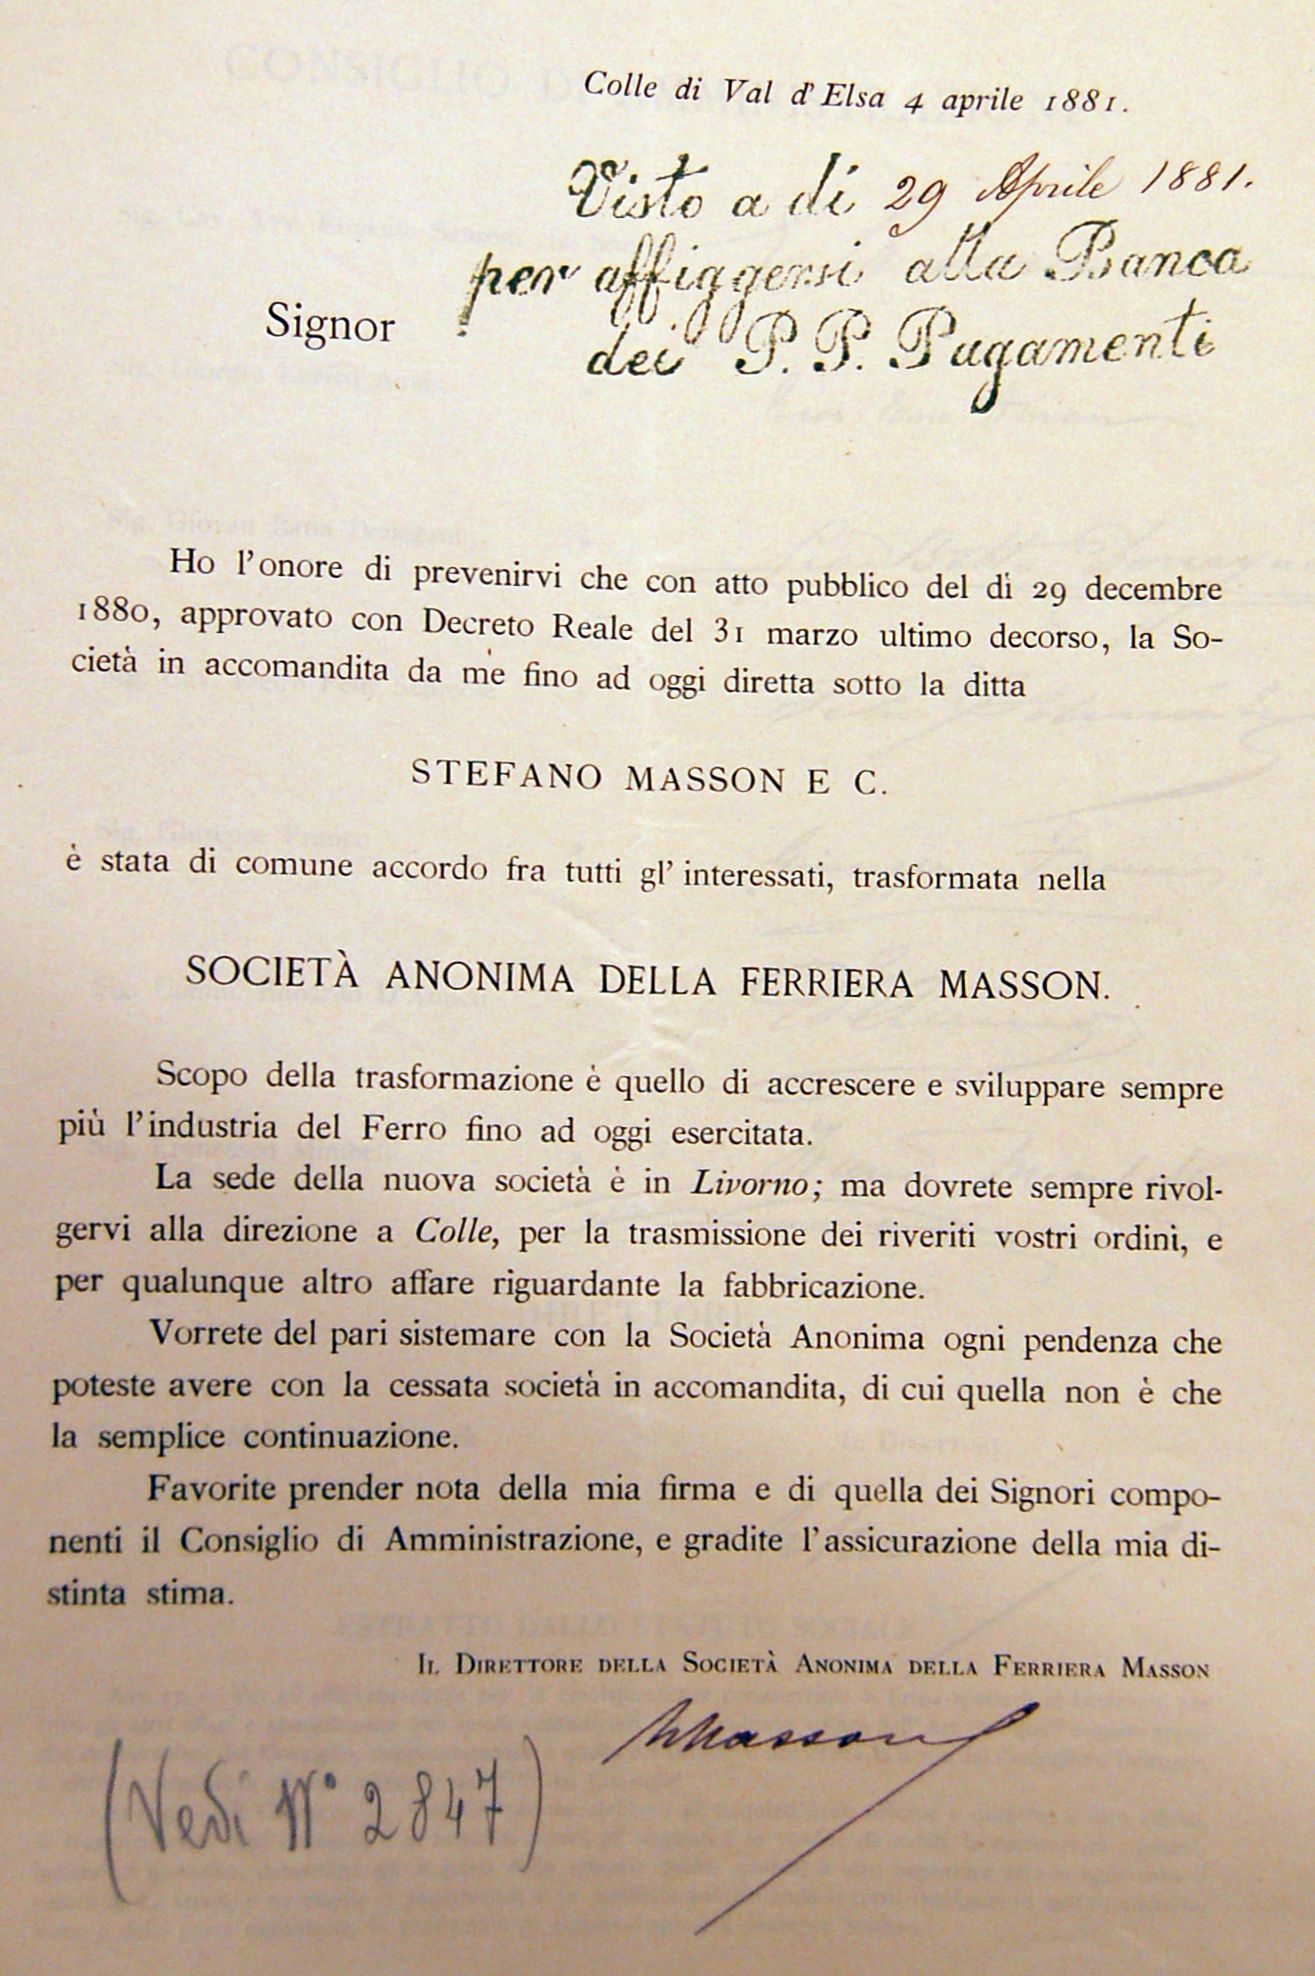 Colle di Val d'Elsa 4 aprile 1881.
Visto a dì 29 Aprile 1881.
per affiggersi alla Banca
dei P. P. Pagamenti
Signor
Ho l'onore di prevenirvi che con atto pubblico del dì 29 decembre
1880, approvato con Decreto Reale del 31 marzo ultimo decorso, la So-
cietà in accomandita da me fino ad oggi diretta sotto la ditta
STEFANO MASSON E C.
è stata di comune accordo fra tutti gl' interessati, trasformata nella
SOCIETÀ ANONIMA DELLA FERRIERA MASSON.
Scopo della trasformazione è quello di accrescere e sviluppare sempre
più l'industria del Ferro fino ad oggi esercitata.
La sede della nuova società è in Livorno; ma dovrete sempre rivol-
gervi alla direzione a Colle, per la trasmissione dei riveriti vostri ordini, e
per qualunque altro affare riguardante la fabbricazione.
Vorrete del pari sistemare con la Società Anonima ogni pendenza che
poteste avere con la cessata società in accomandita, di cui quella non è che
la semplice continuazione.
Favorite prender nota della mia firma e di quella dei Signori compo-
nenti il Consiglio di Amministrazione, e gradite l'assicurazione della mia di-
stinta stima.
IL DIRETTORE DELLA SOCIETÀ ANONIMA DELLA FERRIERA MASSON
Masson
(Vedi N° 2847)